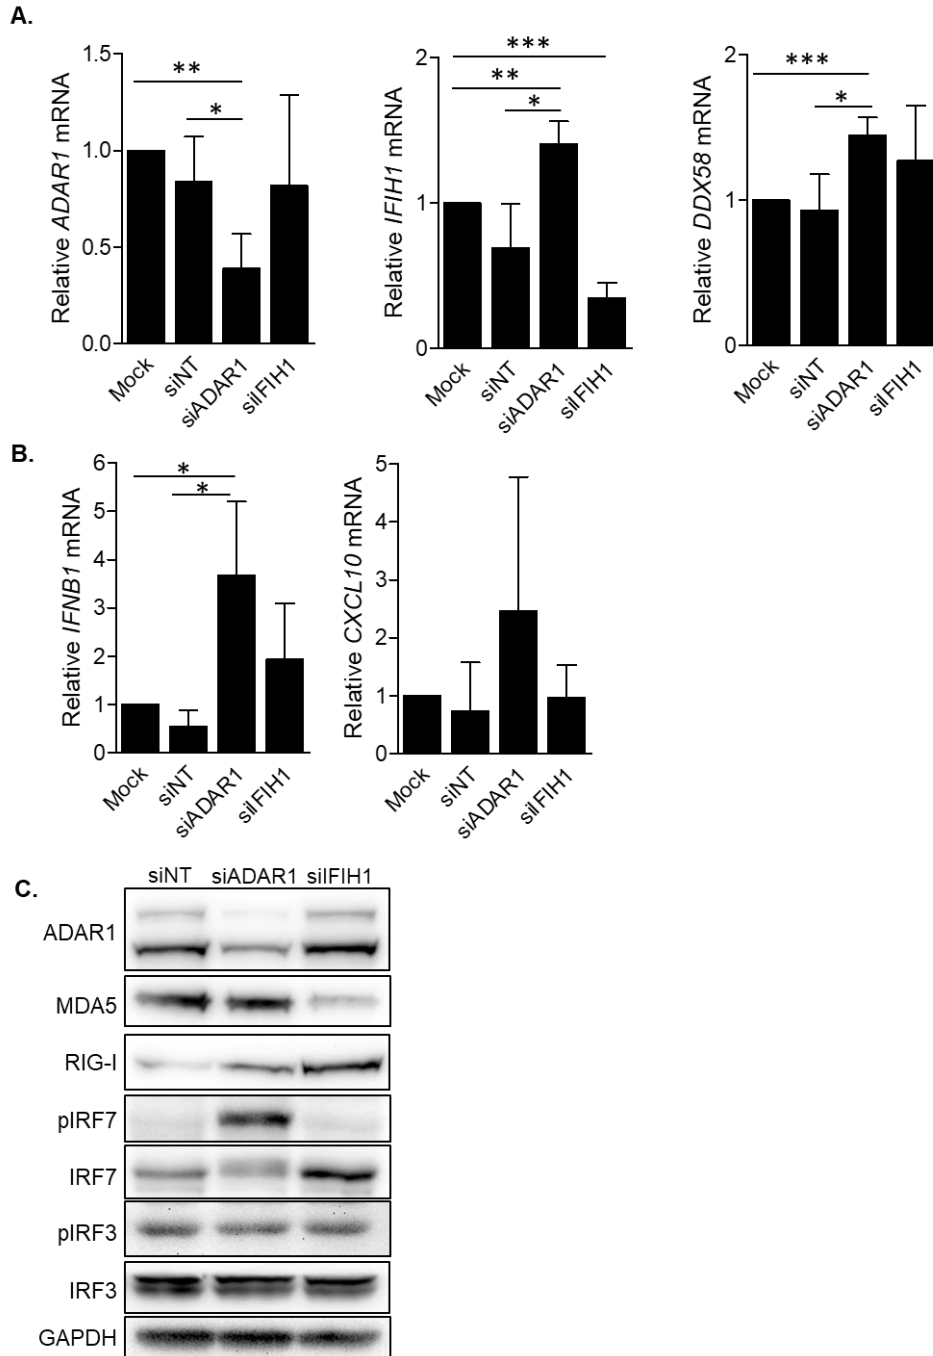 A.
Relative ADAR1 mRNA
1.5
1.0
0.5
0.0
**
*
Mock
siNT
siADAR1
siIFIH1
Relative IFIH1 mRNA
2
1
0
***
**
*
Mock
siNT
siADAR1
siIFIH1
Relative DDX58 mRNA
2
1
0
***
*
Mock
siNT
siADAR1
siIFIH1
B.
Relative IFNB1 mRNA
6
5
4
3
2
1
0
*
*
Mock
siNT
siADAR1
siIFIH1
Relative CXCL10 mRNA
5
4
3
2
1
0
Mock
siNT
siADAR1
siIFIH1
C.
siNT siADAR1 siIFIH1
ADAR1
MDA5
RIG-I
pIRF7
IRF7
pIRF3
IRF3
GAPDH